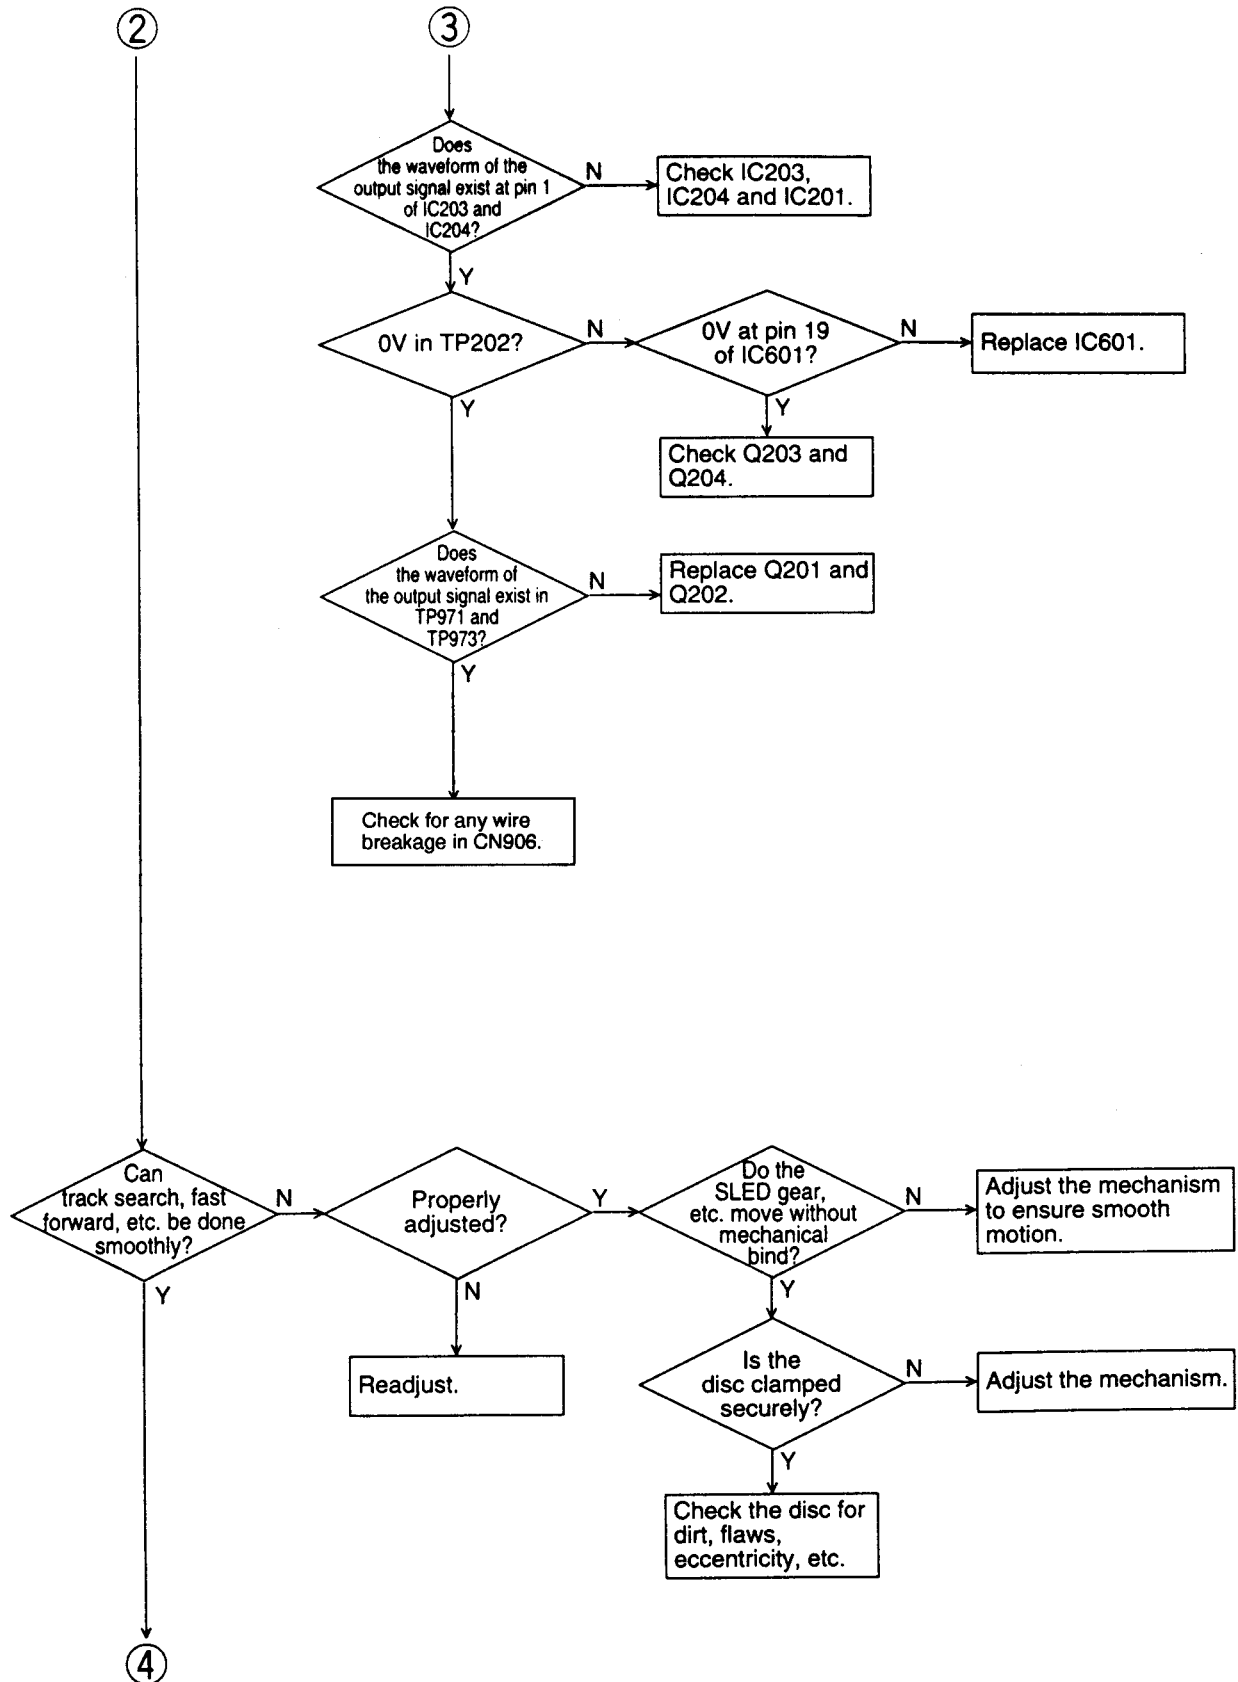 2
3
Does
the waveform of the
output signal exist at pin 1
of IC203 and
IC204?
N
Check IC203,
IC204 and IC201.
Y
0V in TP202?
N
0V at pin 19
of IC601?
N
Replace IC601.
Y
Y
Check Q203 and
Q204.
Does
the waveform of
the output signal exist in
TP971 and
TP973?
N
Replace Q201 and
Q202.
Y
Check for any wire
breakage in CN906.
Can
track search, fast
forward, etc. be done
smoothly?
N
Properly
adjusted?
Y
Do the
SLED gear,
etc. move without
mechanical
bind?
N
Adjust the mechanism
to ensure smooth
motion.
Y
N
Y
Readjust.
Is the
disc clamped
securely?
N
Adjust the mechanism.
Y
Check the disc for
dirt, flaws,
eccentricity, etc.
4